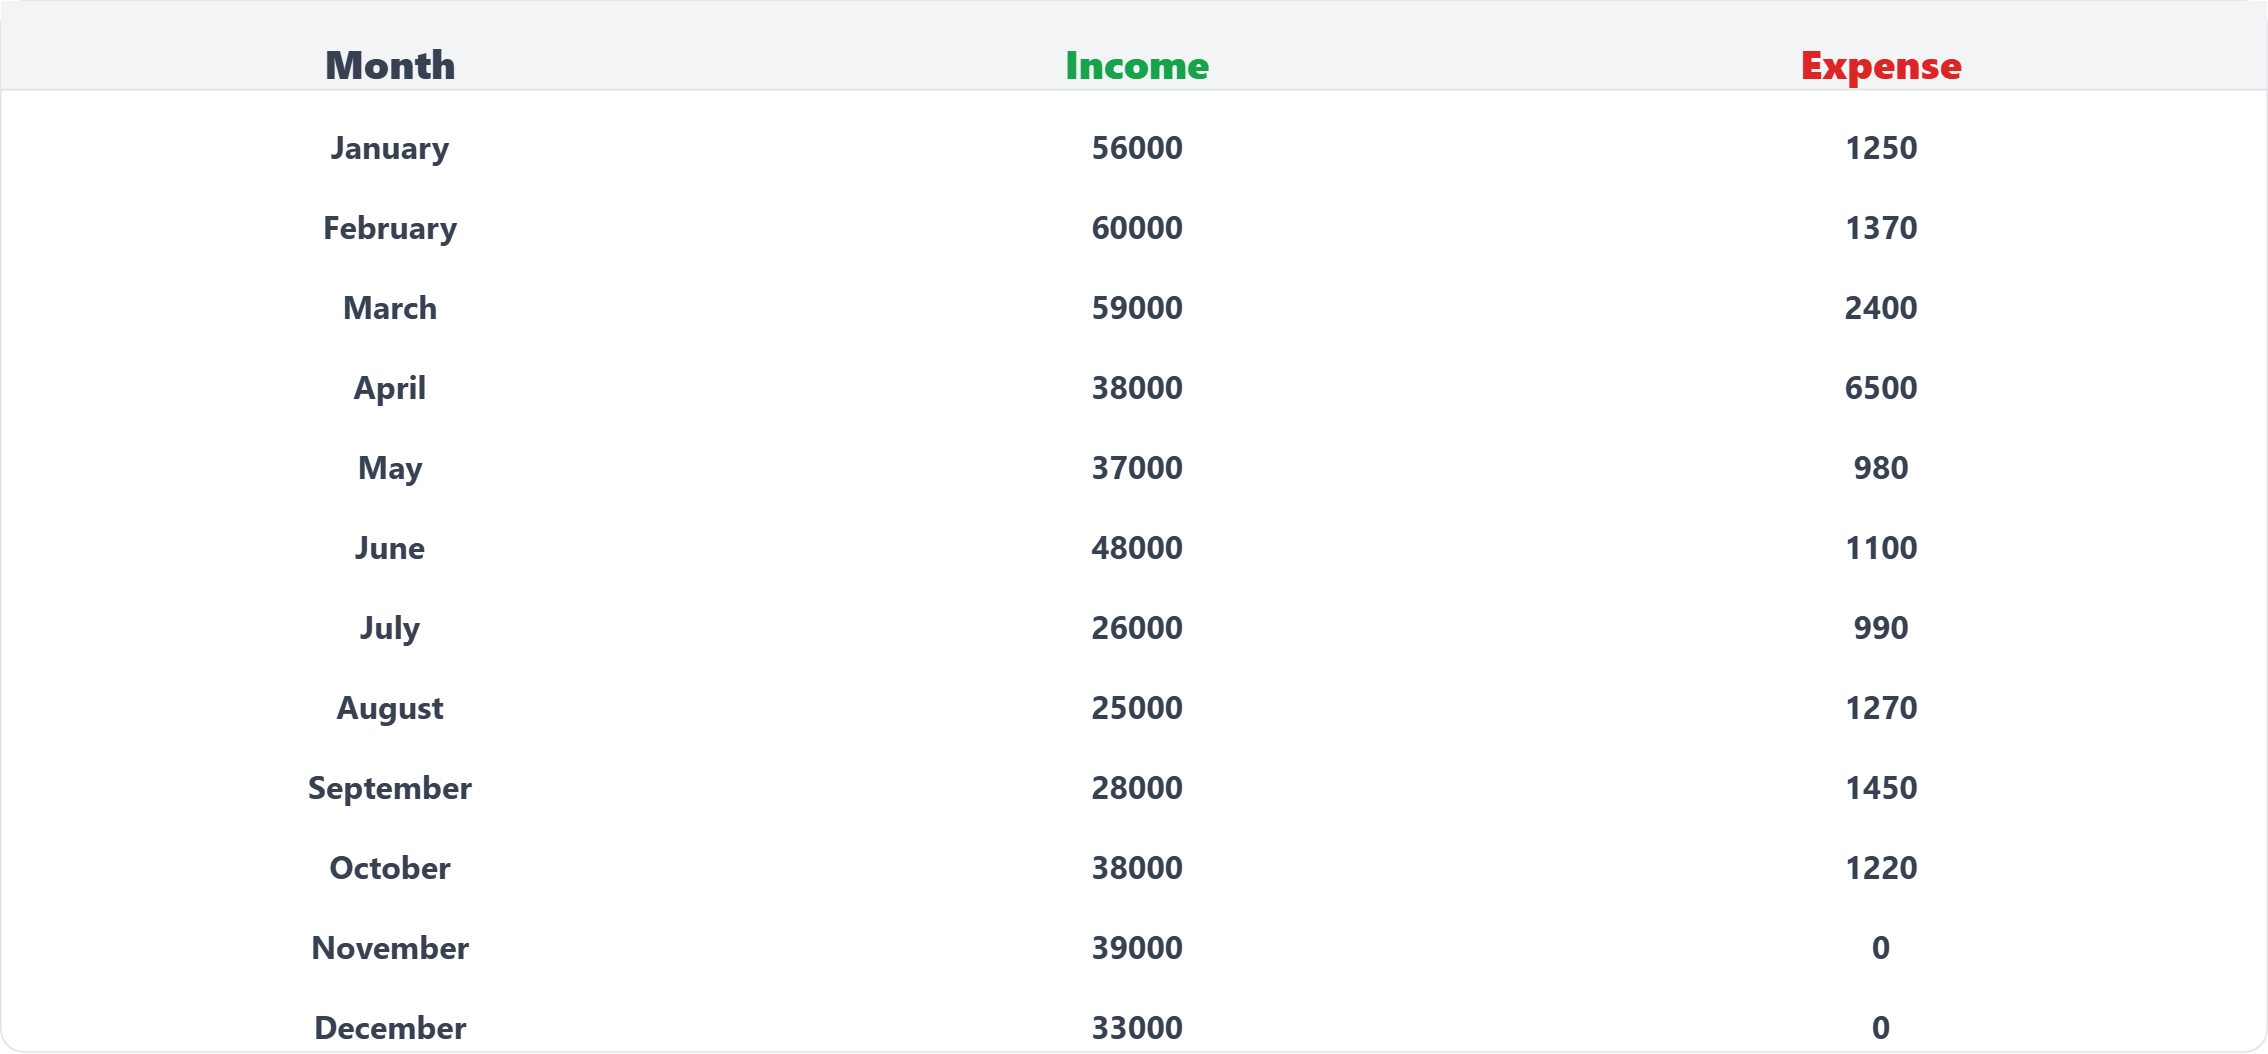 Month Income Expense
January 56000 1250
February 60000 1370
March 59000 2400
April 38000 6500
May 37000 980
June 48000 1100
July 26000 990
August 25000 1270
September 28000 1450
October 38000 1220
November 39000 0
December 33000 0